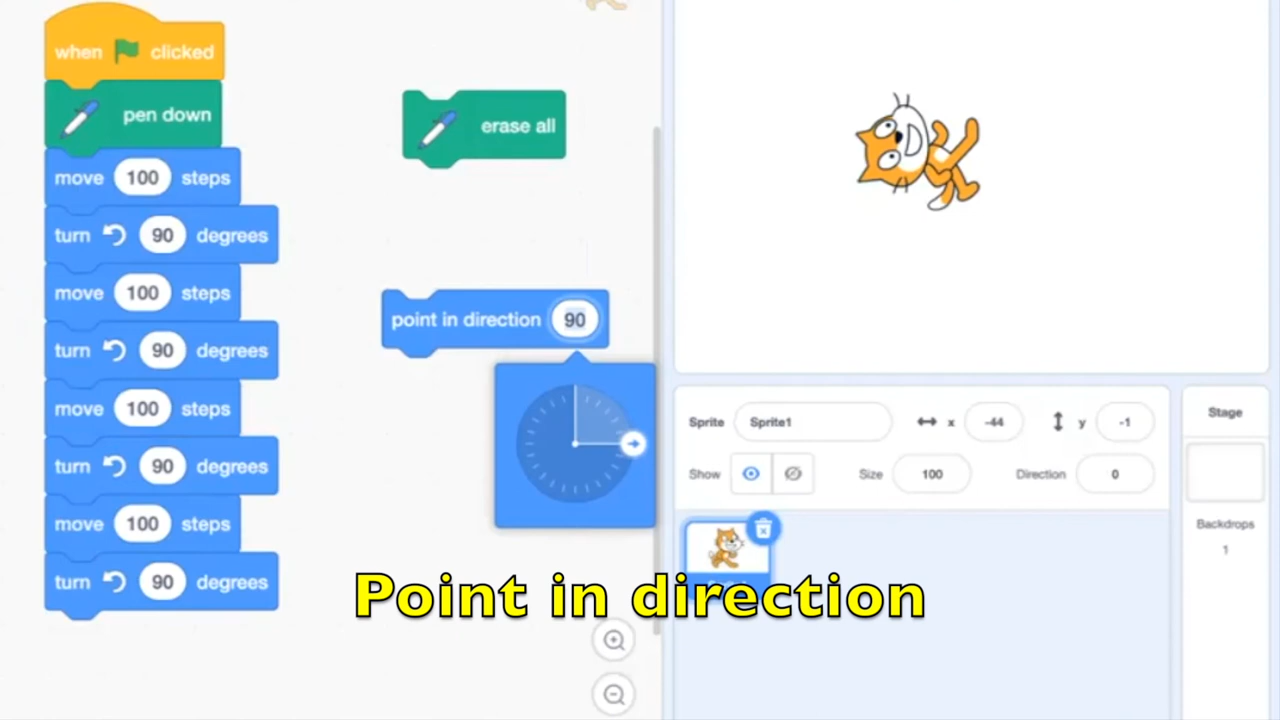 when clicked
pen down
move 100 steps
turn 90 degrees
move 100 steps
turn 90 degrees
move 100 steps
turn 90 degrees
move 100 steps
turn 90 degrees
erase all
point in direction 90
Sprite Sprite1 x -44 y -1
Show Size 100 Direction 0
Stage
Backdrops
1
Point in direction